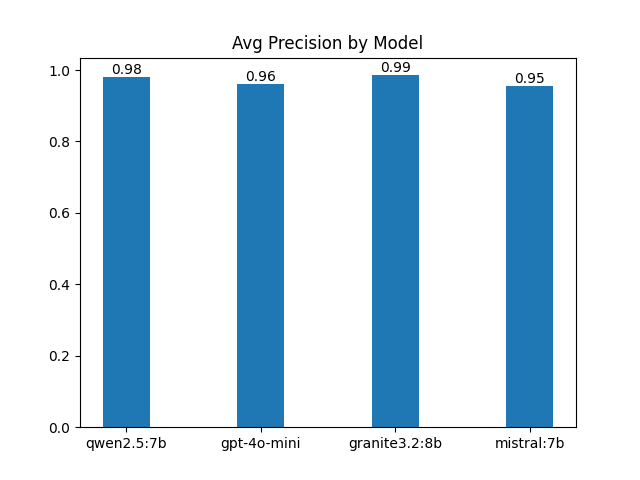 Avg Precision by Model
1.0
0.8
0.6
0.4
0.2
0.0
0.98
0.96
0.99
0.95
qwen2.5:7b
gpt-4o-mini
granite3.2:8b
mistral:7b